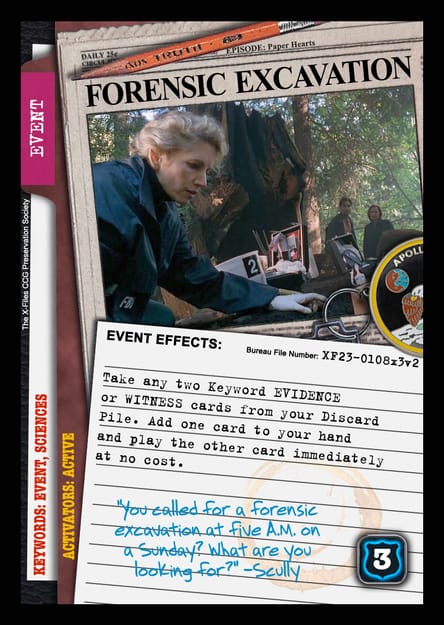 DAILY 25¢
EPISODE: Paper Hearts
FORENSIC EXCAVATION
EVENT
The X-Files CCG Preservation Society
2
FBI
APOLL
EVENT EFFECTS:
Bureau File Number: XF23-0108x3v2
Take any two Keyword EVIDENCE
or WITNESS cards from your Discard
Pile. Add one card to your hand
and play the other card immediately
at no cost.
KEYWORDS: EVENT, SCIENCES
ACTIVATORS: ACTIVE
"You called for a forensic
excavation at five A.M. on
a Sunday? What are you
looking for?" -Scully
3